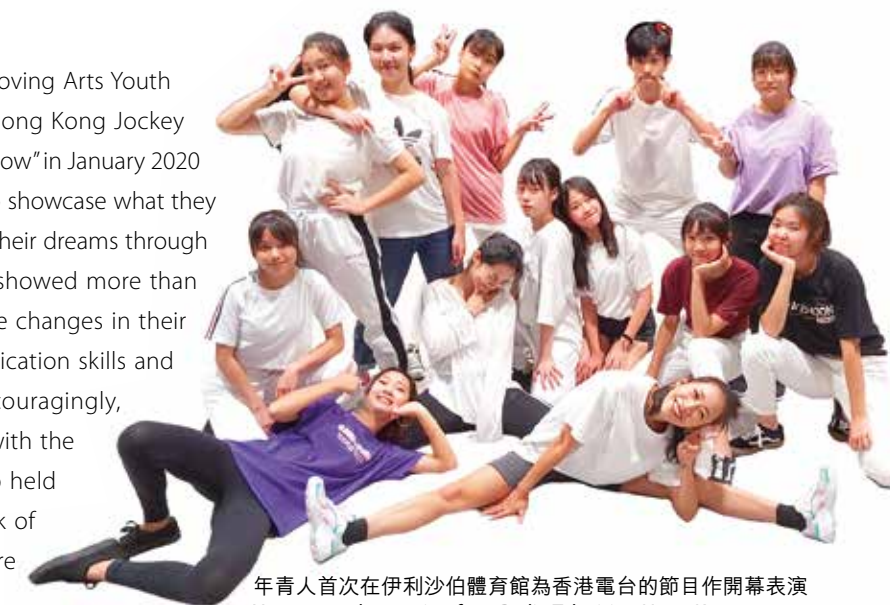 oving Arts Youth
ong Kong Jockey
ow" in January 2020
showcase what they
heir dreams through
showed more than
e changes in their
ication skills and
couragingly,
with the
held
k of
re
年青人首次在伊利沙伯體育館為香港電台的節目作開幕表演